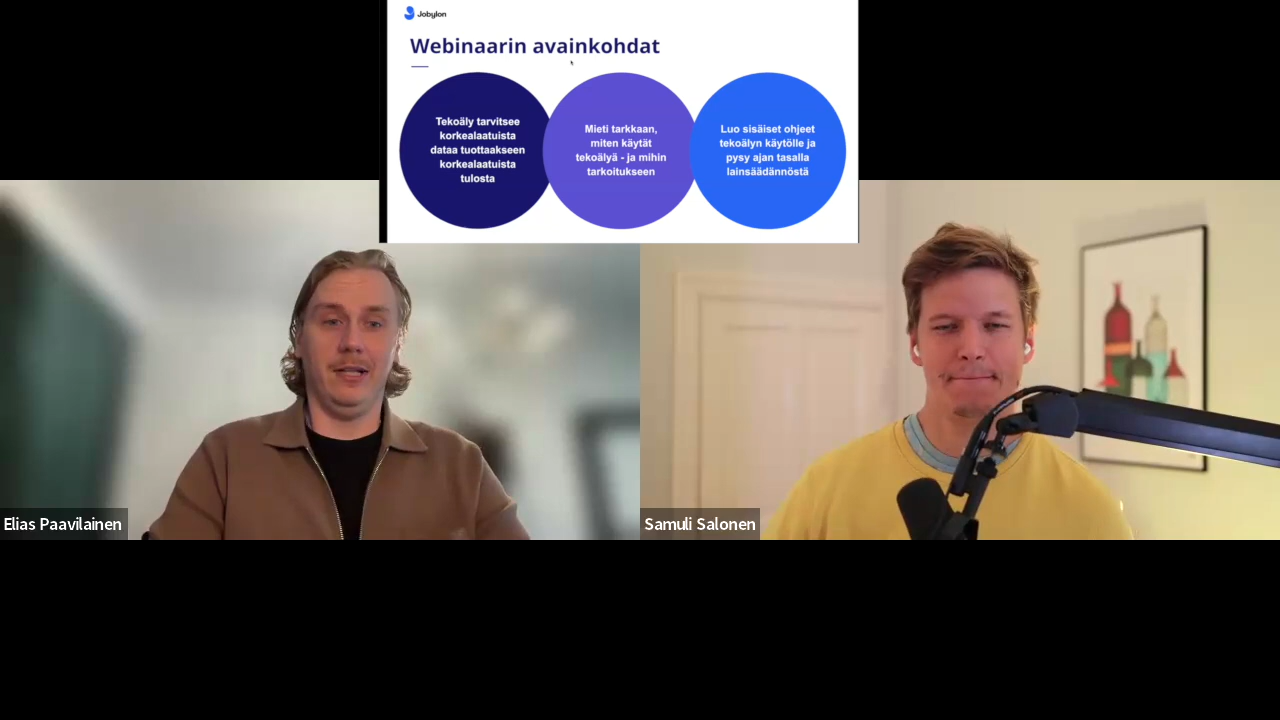 Jobylon
Webinaarin avainkohdat
Tekoäly tarvitsee
korkealaatuista
dataa tuottaakseen
korkealaatuista
tulosta
Mieti tarkkaan,
miten käytät
tekoälyä - ja mihin
tarkoitukseen
Luo sisäiset ohjeet
tekoälyn käytölle ja
pysy ajan tasalla
lainsäädännöstä
Elias Paavilainen
Samuli Salonen